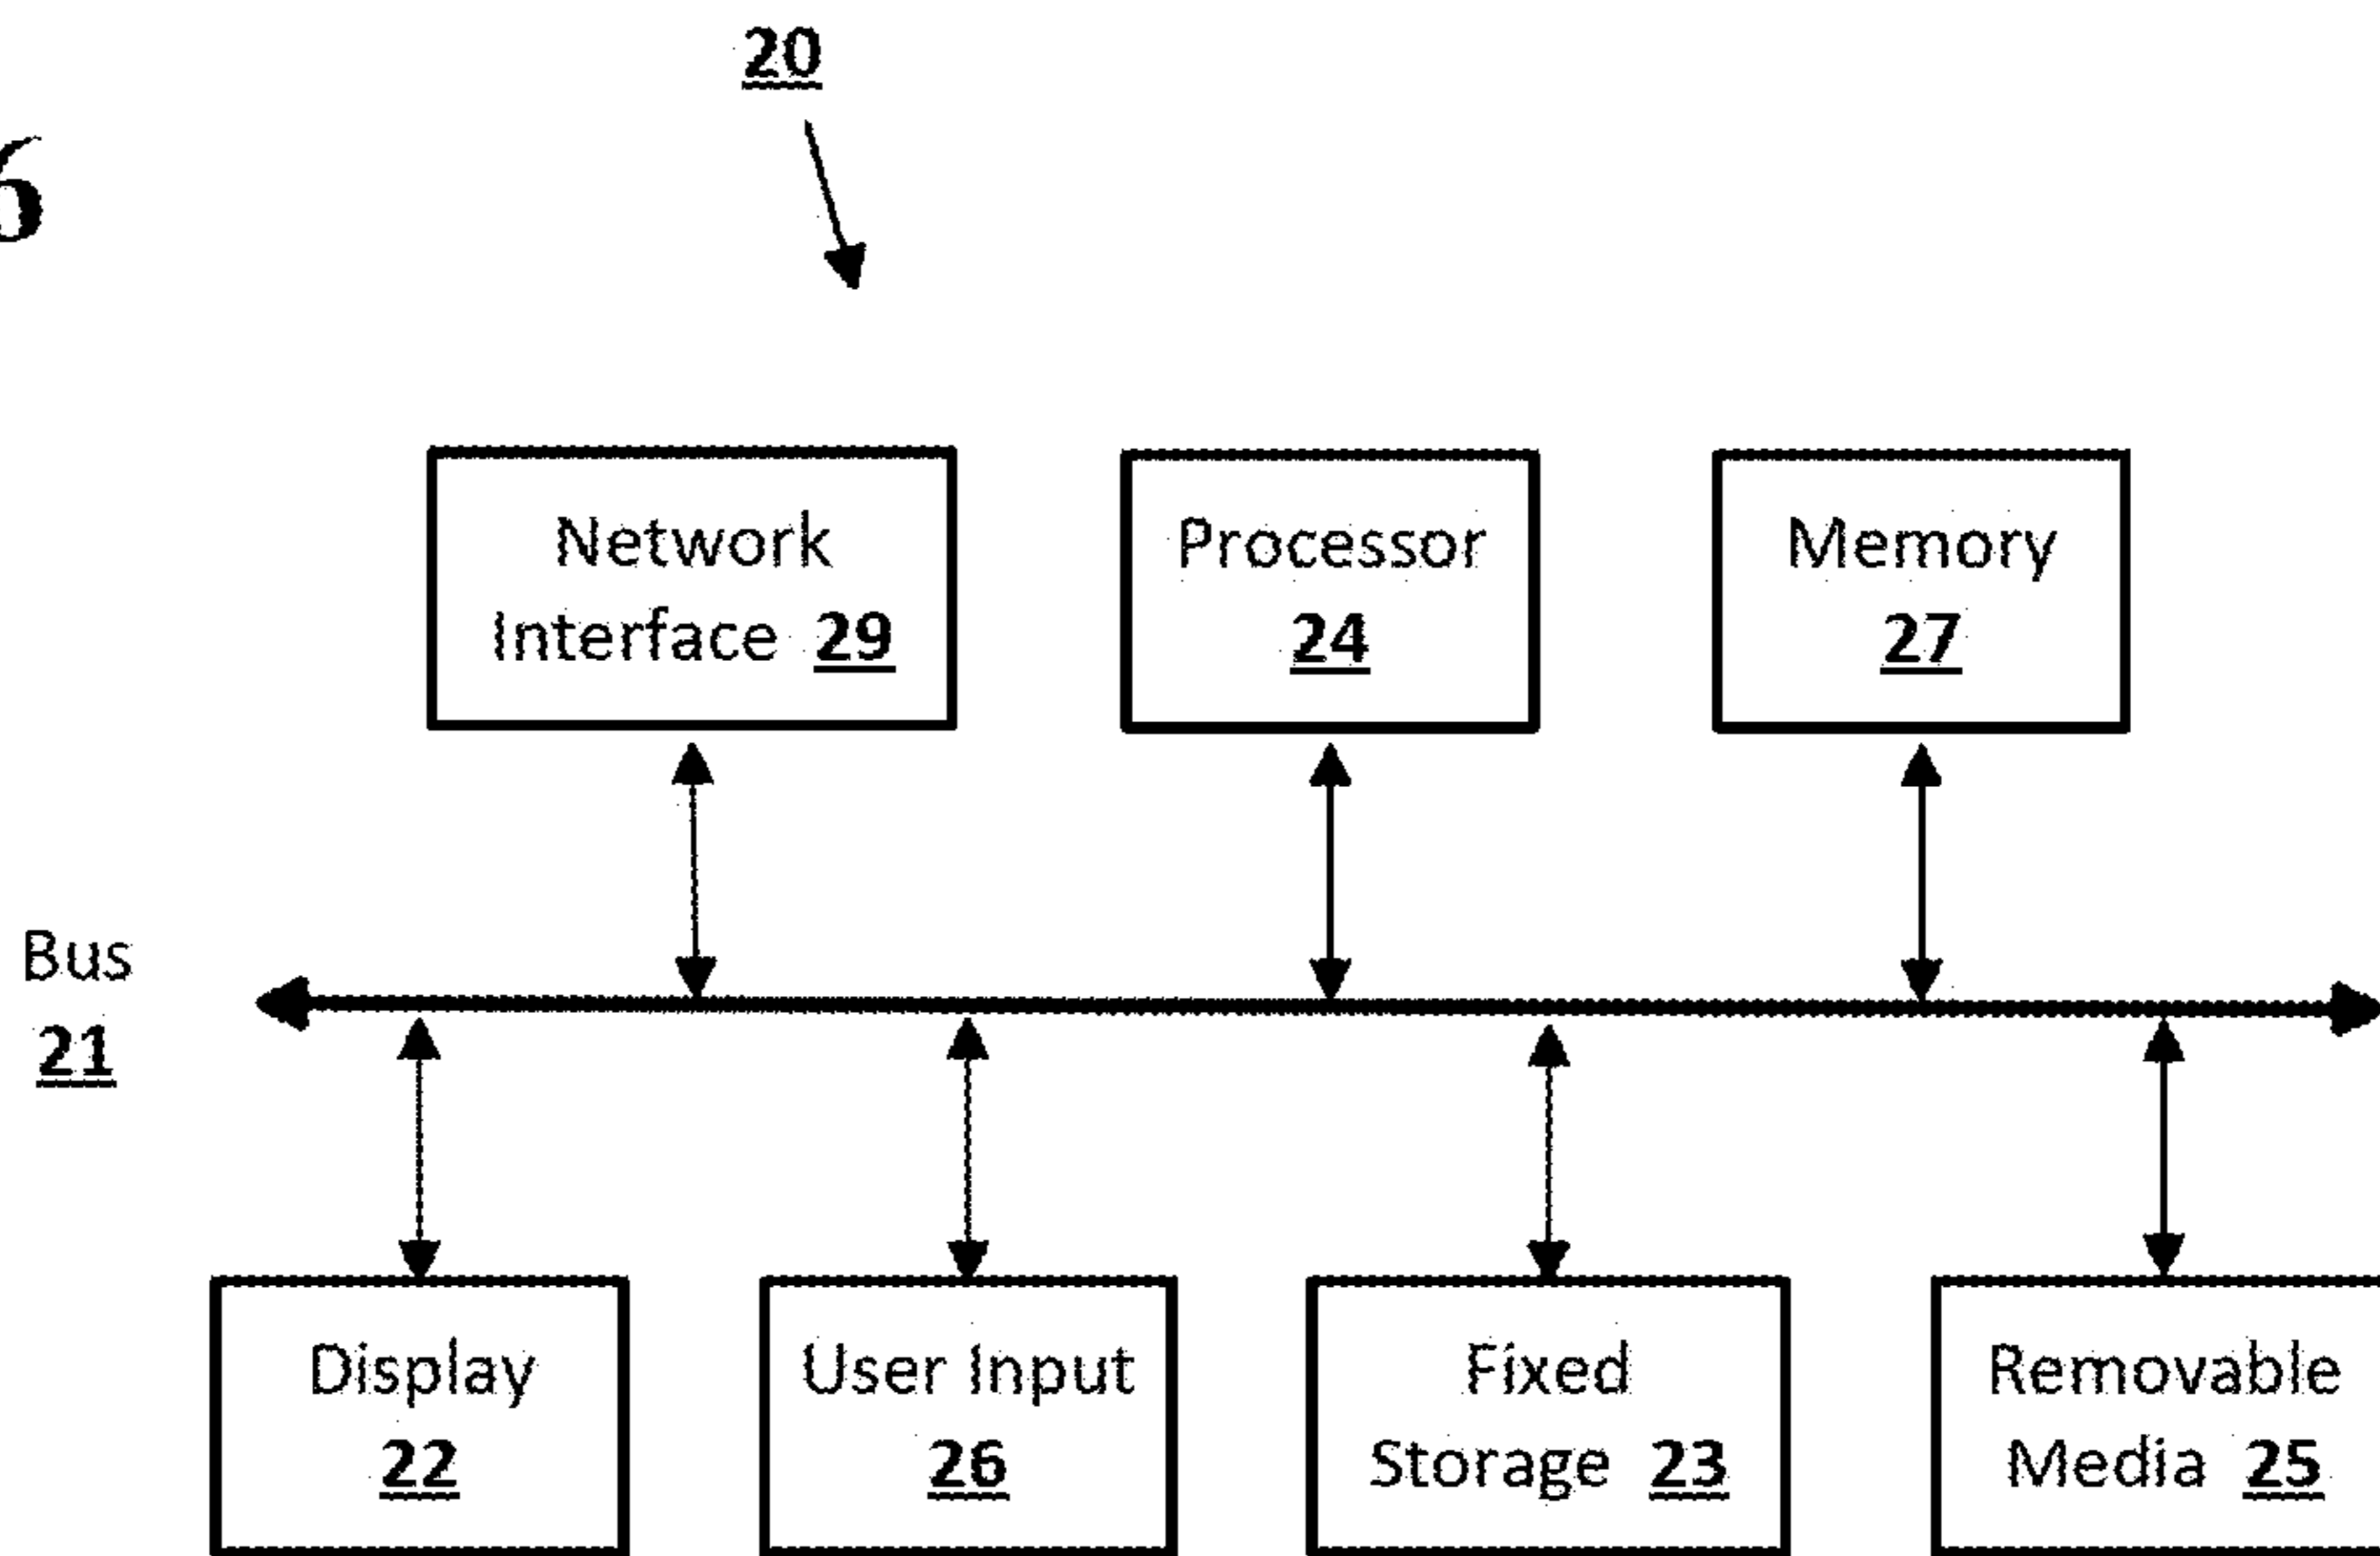 20
6
Network
Interface 29
Processor
24
Memory
27
Bus
21
Display
22
User Input
26
Fixed
Storage 23
Removable
Media 25